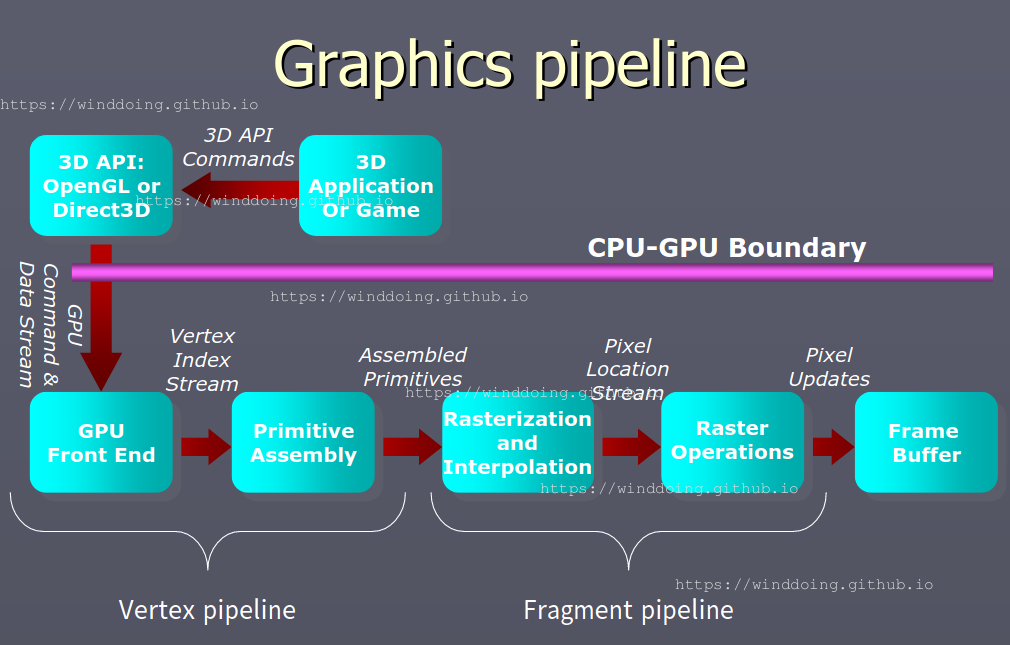 Graphics pipeline
https://winddoing.github.io
3D API:
OpenGL or
Direct3D
3D API
Commands
3D
Application
Or Game
https://winddoing.github.io
CPU-GPU Boundary
https://winddoing.github.io
GPU
Command &
Data Stream
Vertex
Index
Stream
Assembled
Primitives
Pixel
Location
Stream
Pixel
Updates
https://winddoing.github.io
GPU
Front End
Primitive
Assembly
Rasterization
and
Interpolation
Raster
Operations
Frame
Buffer
https://winddoing.github.io
https://winddoing.github.io
Vertex pipeline
Fragment pipeline